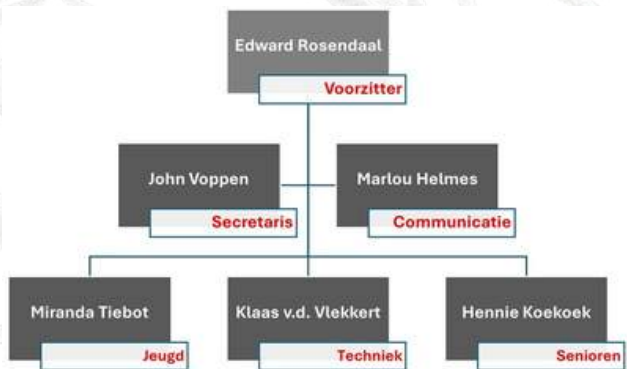 Edward Rosendaal
Voorzitter
John Voppen
Secretaris
Marlou Helmes
Communicatie
Miranda Tiebot
Jeugd
Klaas v.d. Vlekkert
Techniek
Hennie Koekoek
Senioren